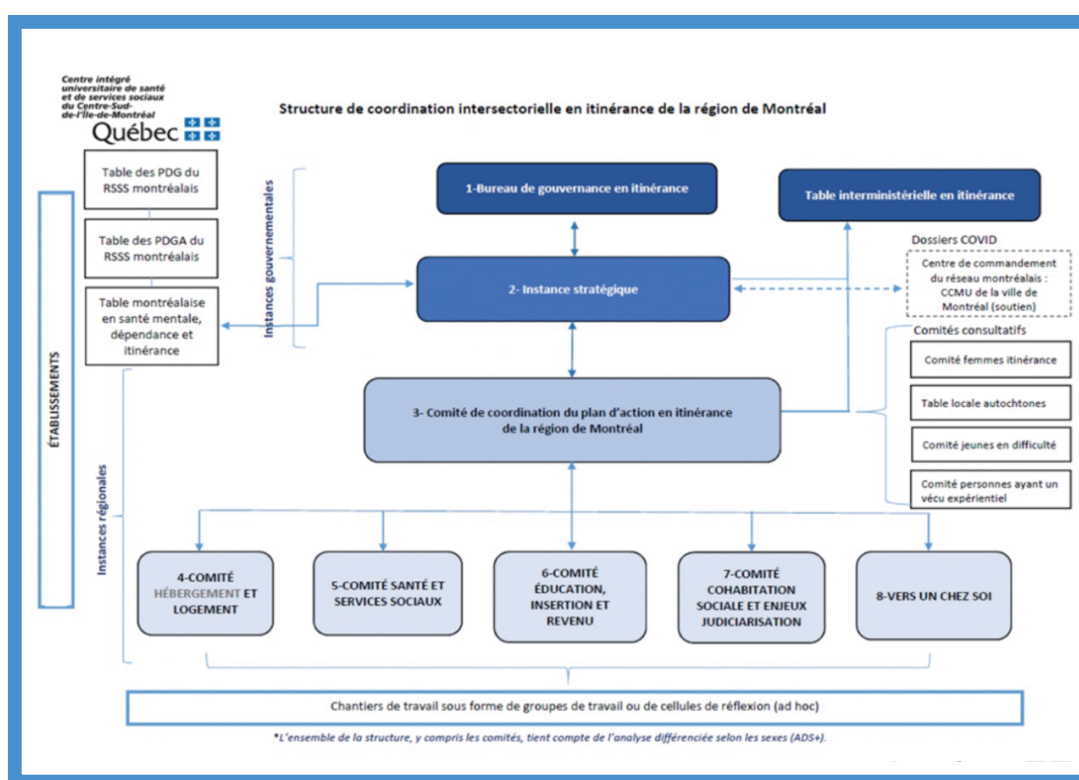 Centre intégré
universitaire de santé
et de services sociaux
du Centre-Sud-
de-l'Île-de-Montréal
Québec
Structure de coordination intersectorielle en itinérance de la région de Montréal
ÉTABLISSEMENTS
Table des PDG du
RSSS montréalais
Table des PDGA du
RSSS montréalais
Table montréalaise
en santé mentale,
dépendance et
itinérance
Instances gouvernementales
Instances régionales
1-Bureau de gouvernance en itinérance
Table interministérielle en itinérance
2- Instance stratégique
Dossiers COVID
Centre de commandement
du réseau montréalais :
CCMU de la ville de
Montréal (soutien)
Comités consultatifs
Comité femmes itinérance
Table locale autochtones
Comité jeunes en difficulté
Comité personnes ayant un
vécu expérientiel
3- Comité de coordination du plan d'action en itinérance
de la région de Montréal
4-COMITÉ
HÉBERGEMENT ET
LOGEMENT
5-COMITÉ SANTÉ ET
SERVICES SOCIAUX
6-COMITÉ
ÉDUCATION,
INSERTION ET
REVENU
7-COMITÉ
COHABITATION
SOCIALE ET ENJEUX
JUDICIARISATION
8-VERS UN CHEZ SOI
Chantiers de travail sous forme de groupes de travail ou de cellules de réflexion (ad hoc)
*L'ensemble de la structure, y compris les comités, tient compte de l'analyse différenciée selon les sexes (ADS+).